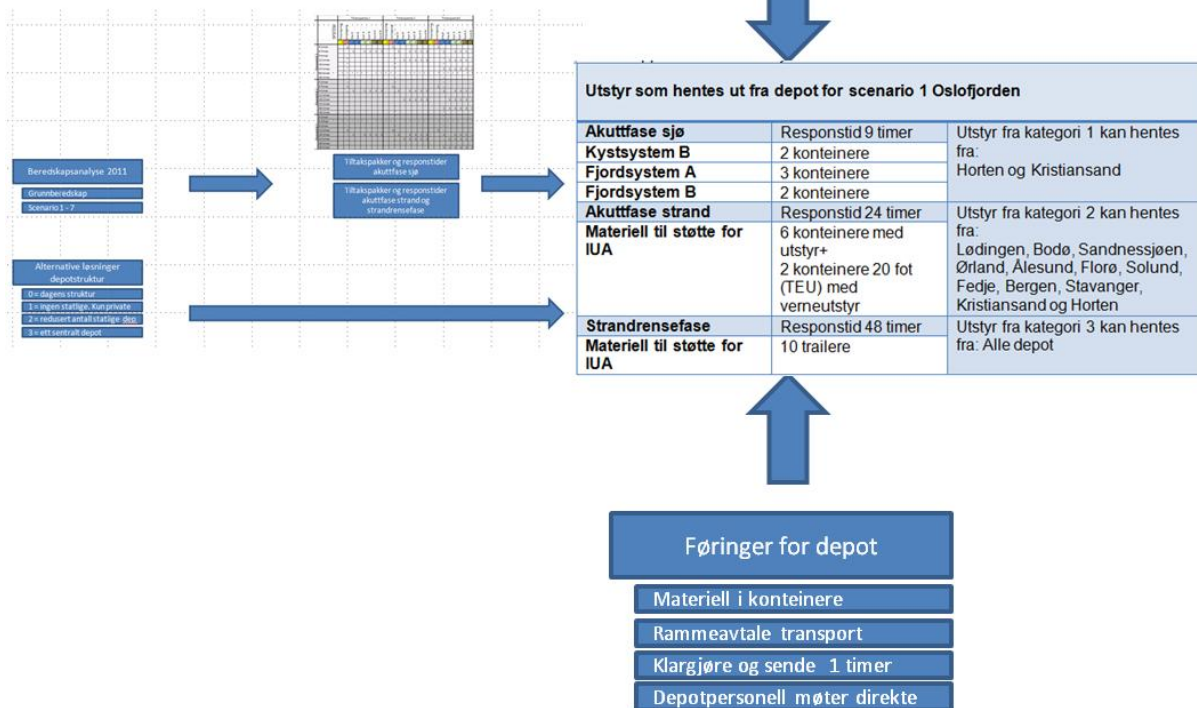 Beredskapsanalyse 2011
Grunnberedskap
Scenario 1 - 7
Alternative løsninger
depotstruktur
0 = dagens struktur
1 = ingen statlige. Kun private
2 = redusert antall statlige dep
3 = ett sentralt depot
Tiltakspakker og responstider
akuttfase sjø
Tiltakspakker og responstider
akuttfase strand og
strandrensefase
Utstyr som hentes ut fra depot for scenario 1 Oslofjorden
Akuttfase sjø
Responstid 9 timer
Utstyr fra kategori 1 kan hentes
fra:
Horten og Kristiansand
Kystsystem B
2 konteinere
Fjordsystem A
3 konteinere
Fjordsystem B
2 konteinere
Akuttfase strand
Responstid 24 timer
Utstyr fra kategori 2 kan hentes
fra:
Lødingen, Bodø, Sandnessjøen,
Ørland, Ålesund, Florø, Solund,
Fedje, Bergen, Stavanger,
Kristiansand og Horten
Materiell til støtte for
IUA
6 konteinere med
utstyr+
2 konteinere 20 fot
(TEU) med
verneutstyr
Strandrensefase
Responstid 48 timer
Utstyr fra kategori 3 kan hentes
fra: Alle depot
Materiell til støtte for
IUA
10 trailere
Føringer for depot
Materiell i konteinere
Rammeavtale transport
Klargjøre og sende 1 timer
Depotpersonell møter direkte